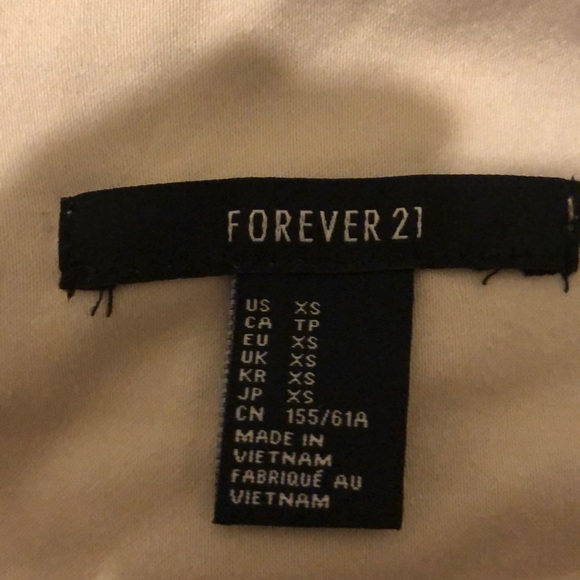 FOREVER 21
US XS
CA TP
EU XS
UK XS
KR XS
JP XS
CN 155/61A
MADE IN
VIETNAM
FABRIQUÉ AU
VIETNAM